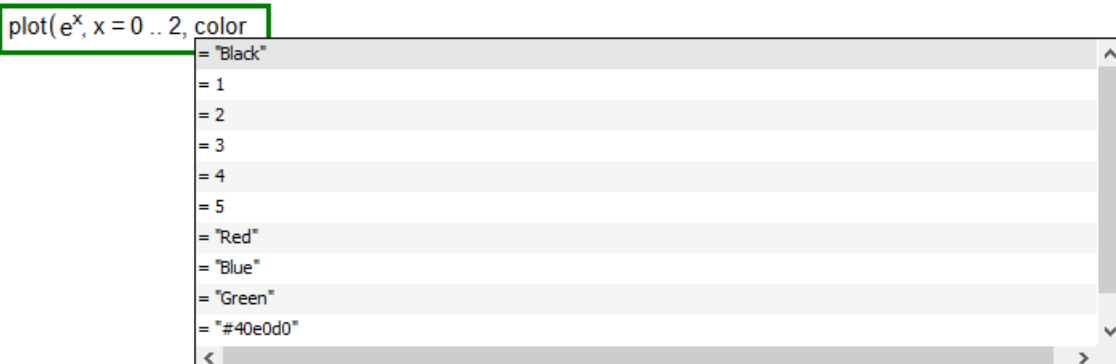 plot(eˣ, x = 0 .. 2, color
= "Black"
= 1
= 2
= 3
= 4
= 5
= "Red"
= "Blue"
= "Green"
= "#40e0d0"